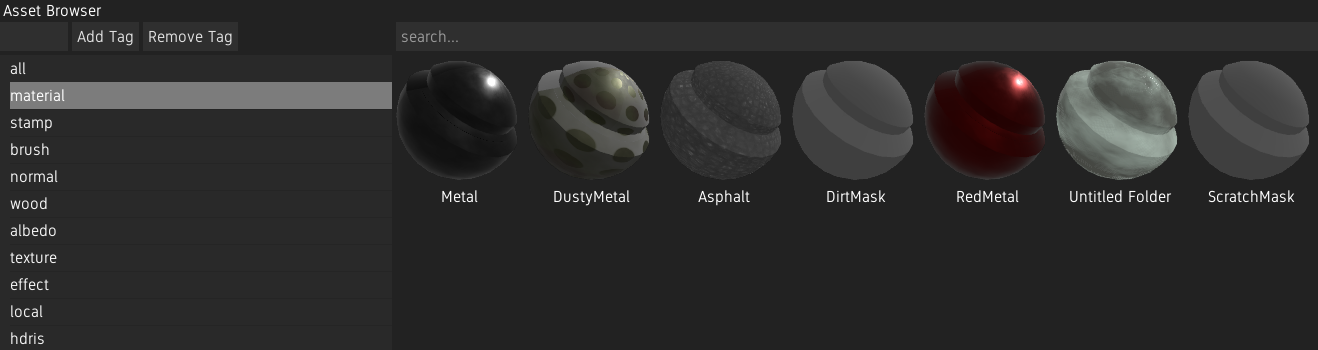 Asset Browser
Add Tag
Remove Tag
search...
all
material
stamp
brush
normal
wood
albedo
texture
effect
local
hdris
Metal
DustyMetal
Asphalt
DirtMask
RedMetal
Untitled Folder
ScratchMask